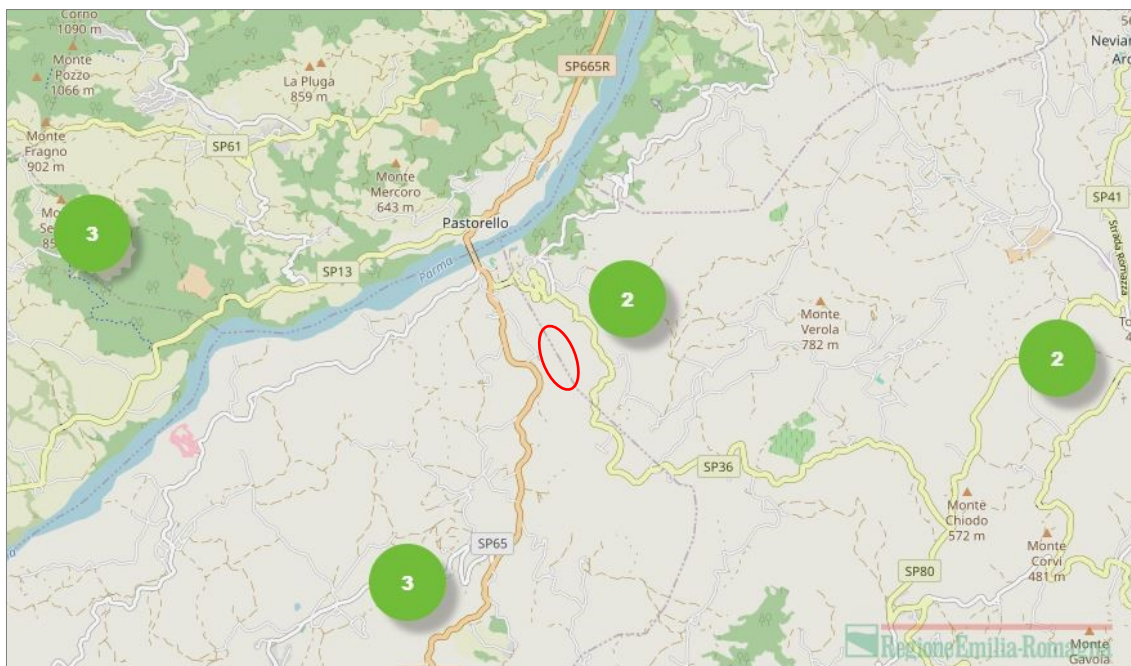 Corno
1090 m
Monte
Pozzo
1066 m
La Pluga
859 m
SP665R
Monte
Fragno
902 m
SP61
Monte
Mercoro
643 m
SP41
Strada Romezza
3
Pastorello
SP13
Parma
2
Monte
Verola
782 m
2
SP36
Monte
Chiodo
572 m
SP65
Monte
Corvi
481 m
SP80
3
Regione Emilia-Romagna
Monte
Gavola